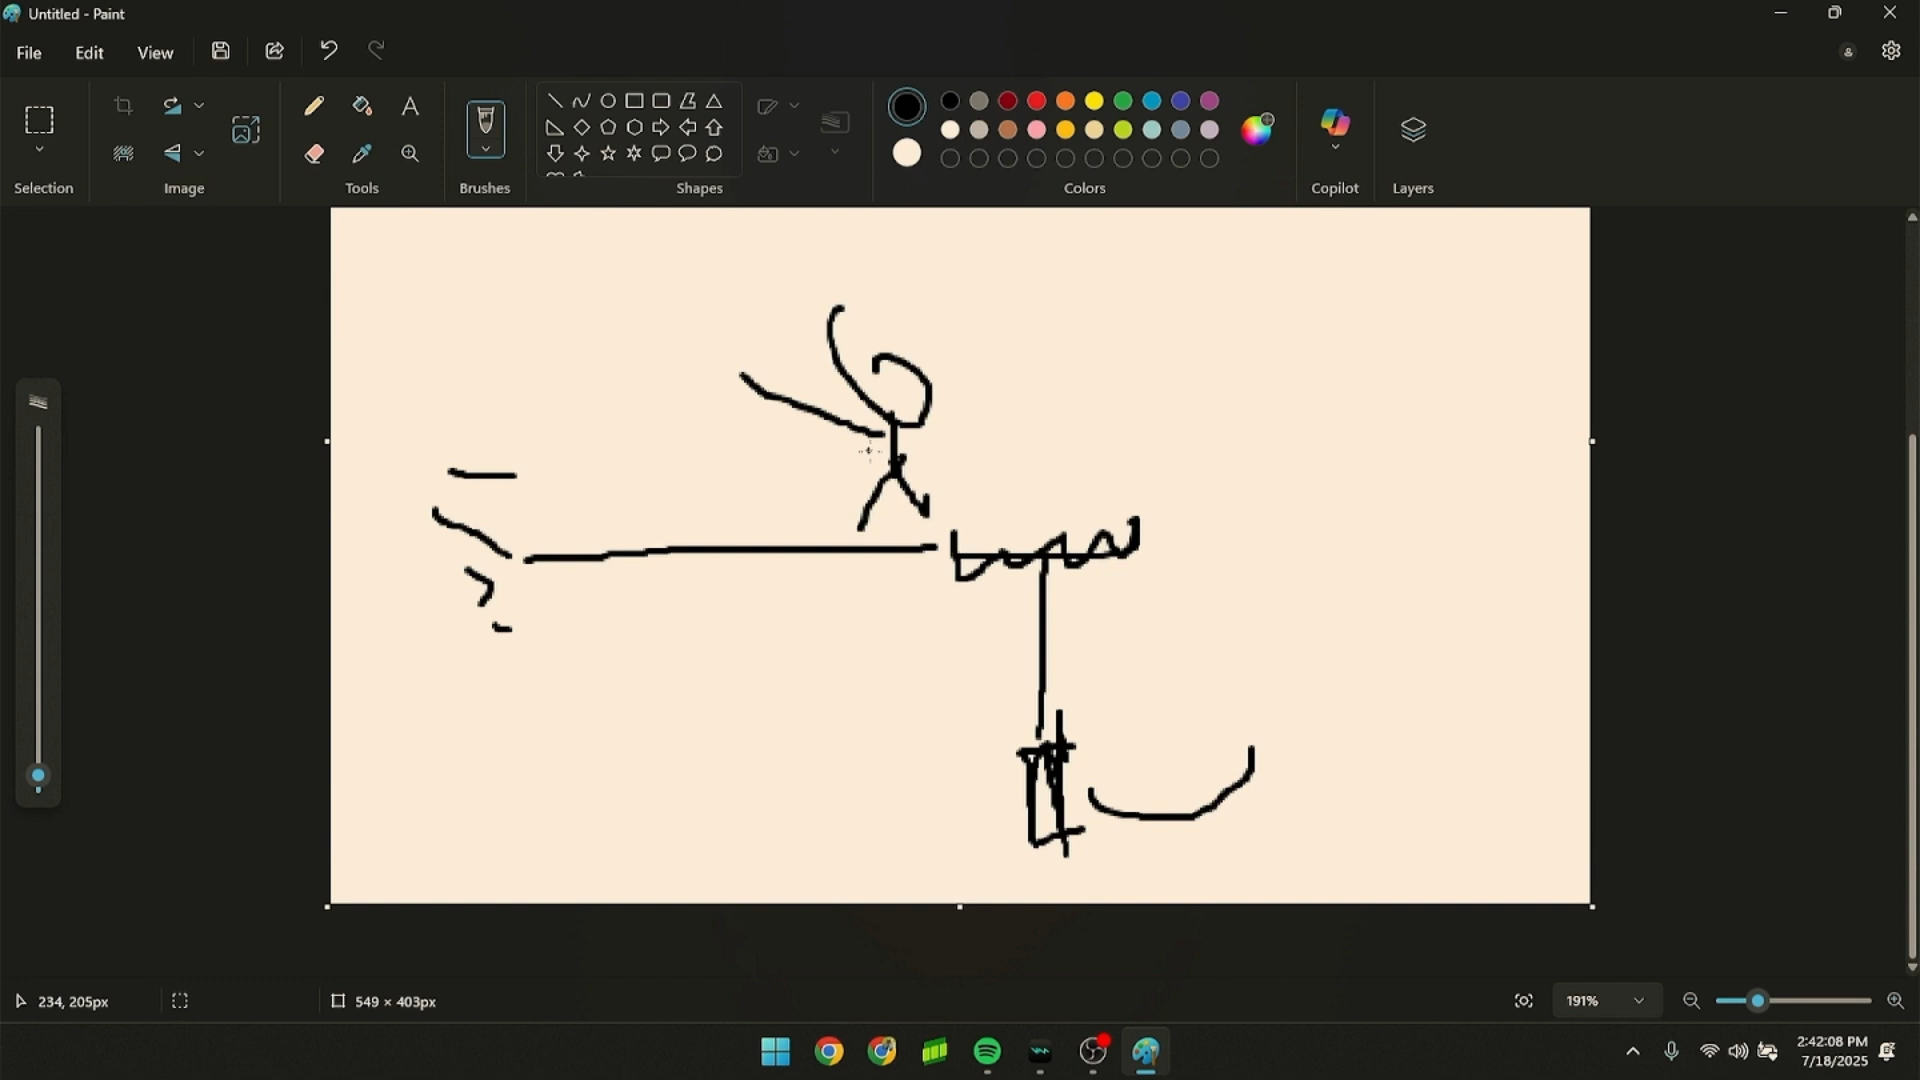 Untitled - Paint
File Edit View
Selection Image Tools Brushes Shapes Colors Copilot Layers
234, 205px 549 × 403px 191%
2:42:08 PM
7/18/2025